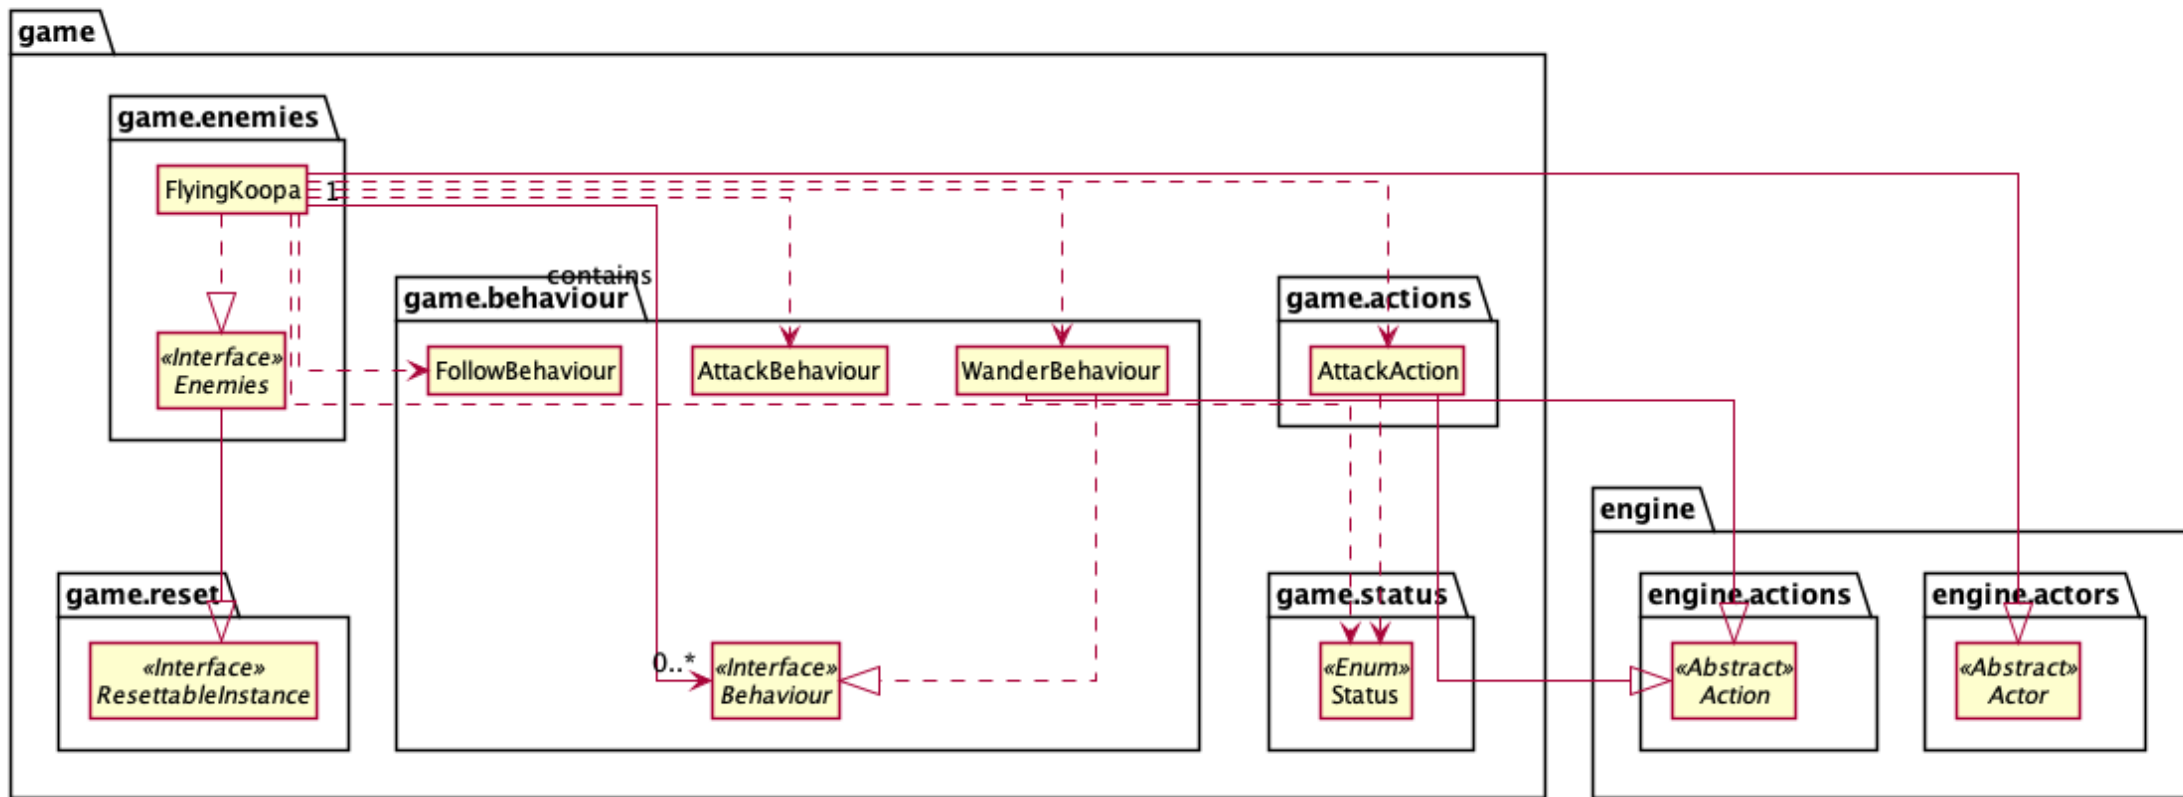 game
game.enemies
FlyingKoopa
1
contains
game.behaviour
game.actions
«Interface»
Enemies
FollowBehaviour
AttackBehaviour
WanderBehaviour
AttackAction
engine
game.reset
game.status
engine.actions
engine.actors
«Interface»
ResettableInstance
0..*
«Interface»
Behaviour
«Enum»
Status
«Abstract»
Action
«Abstract»
Actor